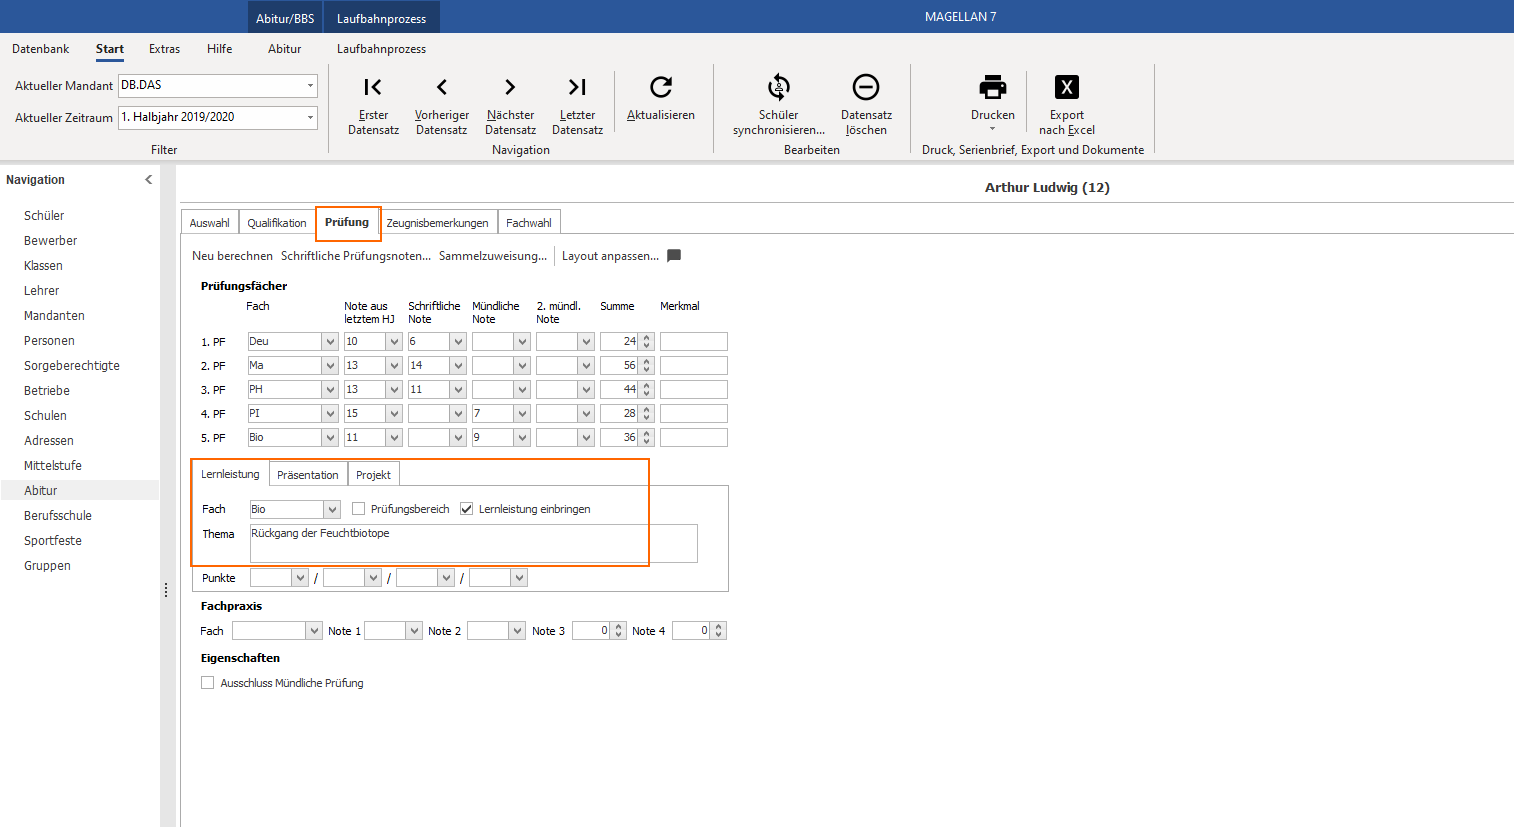 Abitur/BBS Laufbahnprozess MAGELLAN 7
Datenbank Start Extras Hilfe Abitur Laufbahnprozess
Aktueller Mandant DB.DAS
Aktueller Zeitraum 1. Halbjahr 2019/2020
Filter
Erster Datensatz
Vorheriger Datensatz
Nächster Datensatz
Letzter Datensatz
Aktualisieren
Navigation
Schüler synchronisieren...
Datensatz löschen
Bearbeiten
Drucken
X
Export nach Excel
Druck, Serienbrief, Export und Dokumente
Navigation
Schüler
Bewerber
Klassen
Lehrer
Mandanten
Personen
Sorgeberechtigte
Betriebe
Schulen
Adressen
Mittelstufe
Abitur
Berufsschule
Sportfeste
Gruppen
Arthur Ludwig (12)
Auswahl Qualifikation Prüfung Zeugnisbemerkungen Fachwahl
Neu berechnen Schriftliche Prüfungsnoten... Sammelzuweisung... Layout anpassen...
Prüfungsfächer
Fach Note aus letztem HJ Schriftliche Note Mündliche Note 2. mündl. Note Summe Merkmal
1. PF Deu 10 6 24
2. PF Ma 13 14 56
3. PF PH 13 11 44
4. PF PI 15 7 28
5. PF Bio 11 9 36
Lernleistung Präsentation Projekt
Fach Bio Prüfungsbereich Lernleistung einbringen
Thema Rückgang der Feuchtbiotope
Punkte / / /
Fachpraxis
Fach Note 1 Note 2 Note 3 0 Note 4 0
Eigenschaften
Ausschluss Mündliche Prüfung